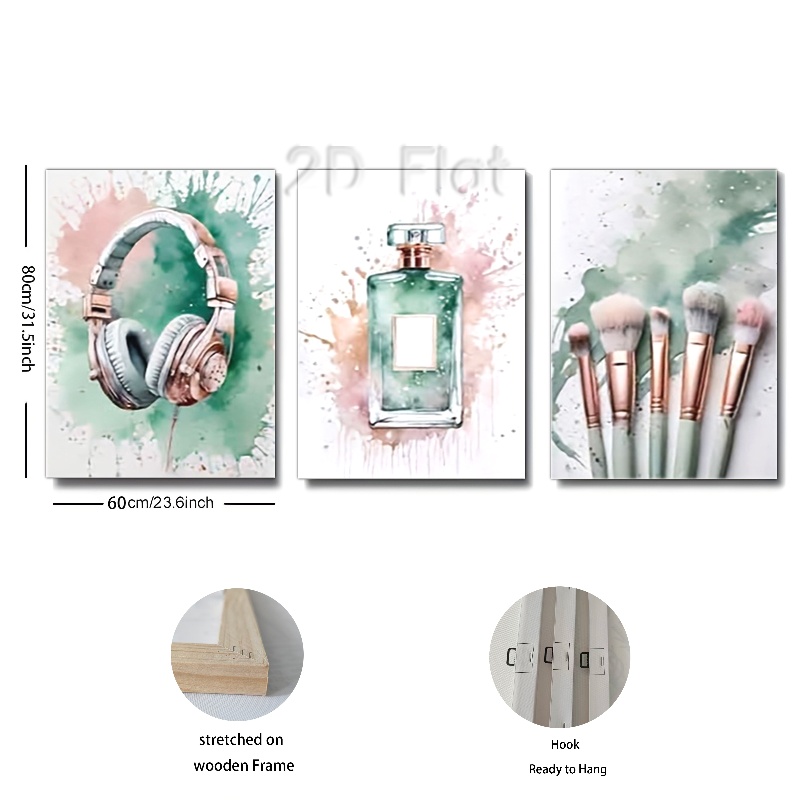 2D Flat
80cm/31.5inch
60cm/23.6inch
stretched on
wooden Frame
Hook
Ready to Hang